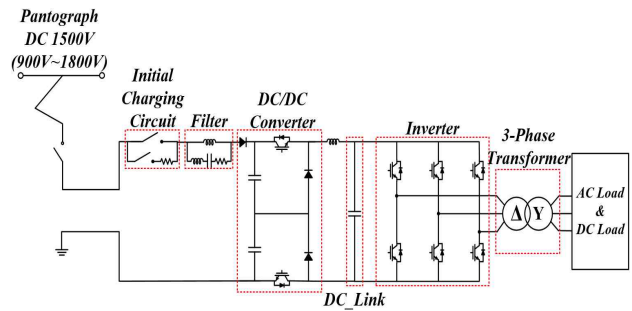 Pantograph
DC 1500V
(900V~1800V)
Initial
Charging
Circuit
Filter
DC/DC
Converter
Inverter
3-Phase
Transformer
Δ
Y
AC Load
&
DC Load
DC_Link